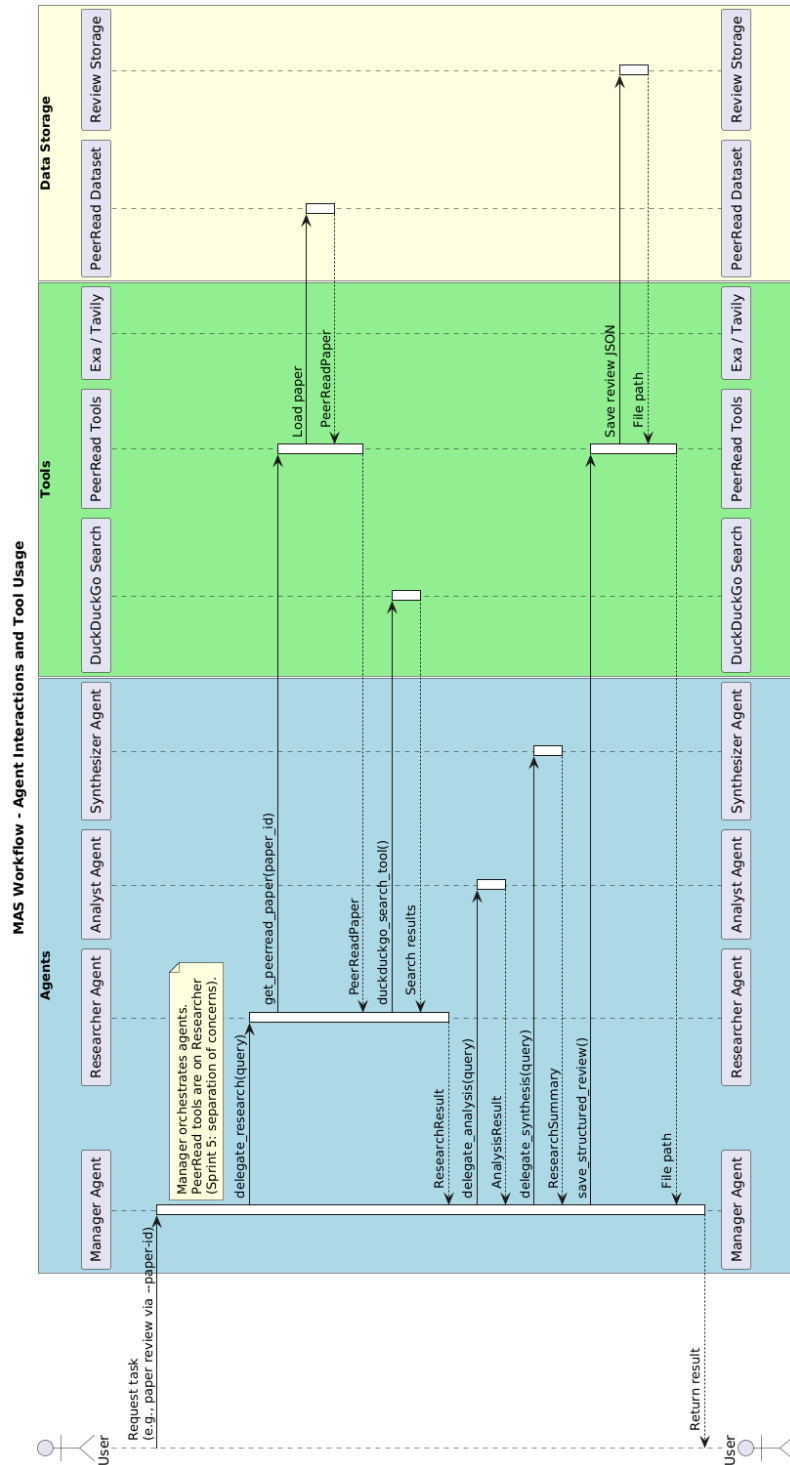 MAS Workflow - Agent Interactions and Tool Usage
Agents
Tools
Data Storage
User
Manager Agent
Researcher Agent
Analyst Agent
Synthesizer Agent
DuckDuckGo Search
PeerRead Tools
Exa / Tavily
PeerRead Dataset
Review Storage
Request task
(e.g., paper review via --paper-id)
Manager orchestrates agents.
PeerRead tools are on Researcher
(Sprint 5: separation of concerns).
delegate_research(query)
get_peerread_paper(paper_id)
Load paper
PeerReadPaper
PeerReadPaper
duckduckgo_search_tool()
Search results
ResearchResult
delegate_analysis(query)
AnalysisResult
delegate_synthesis(query)
ResearchSummary
save_structured_review()
Save review JSON
File path
File path
Return result
User
Manager Agent
Researcher Agent
Analyst Agent
Synthesizer Agent
DuckDuckGo Search
PeerRead Tools
Exa / Tavily
PeerRead Dataset
Review Storage